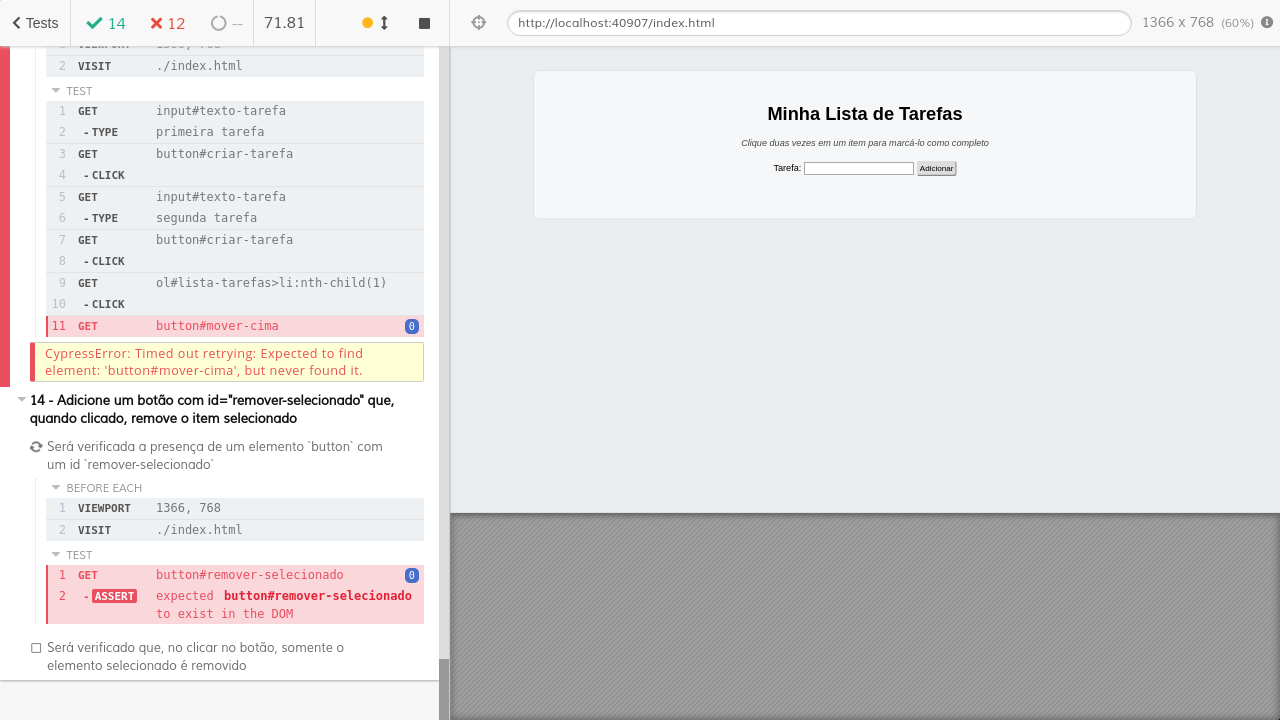 Tests 14 12 -- 71.81
http://localhost:40907/index.html 1366 x 768 (60%)
2 VISIT ./index.html
TEST
1 GET input#texto-tarefa
2 - TYPE primeira tarefa
3 GET button#criar-tarefa
4 - CLICK
5 GET input#texto-tarefa
6 - TYPE segunda tarefa
7 GET button#criar-tarefa
8 - CLICK
9 GET ol#lista-tarefas>li:nth-child(1)
10 - CLICK
11 GET button#mover-cima 0
CypressError: Timed out retrying: Expected to find
element: 'button#mover-cima', but never found it.
14 - Adicione um botão com id="remover-selecionado" que,
quando clicado, remove o item selecionado
Será verificada a presença de um elemento `button` com
um id `remover-selecionado`
BEFORE EACH
1 VIEWPORT 1366, 768
2 VISIT ./index.html
TEST
1 GET button#remover-selecionado 0
2 - ASSERT expected button#remover-selecionado
to exist in the DOM
Será verificado que, no clicar no botão, somente o
elemento selecionado é removido
Minha Lista de Tarefas
Clique duas vezes em um item para marcá-lo como completo
Tarefa: Adicionar